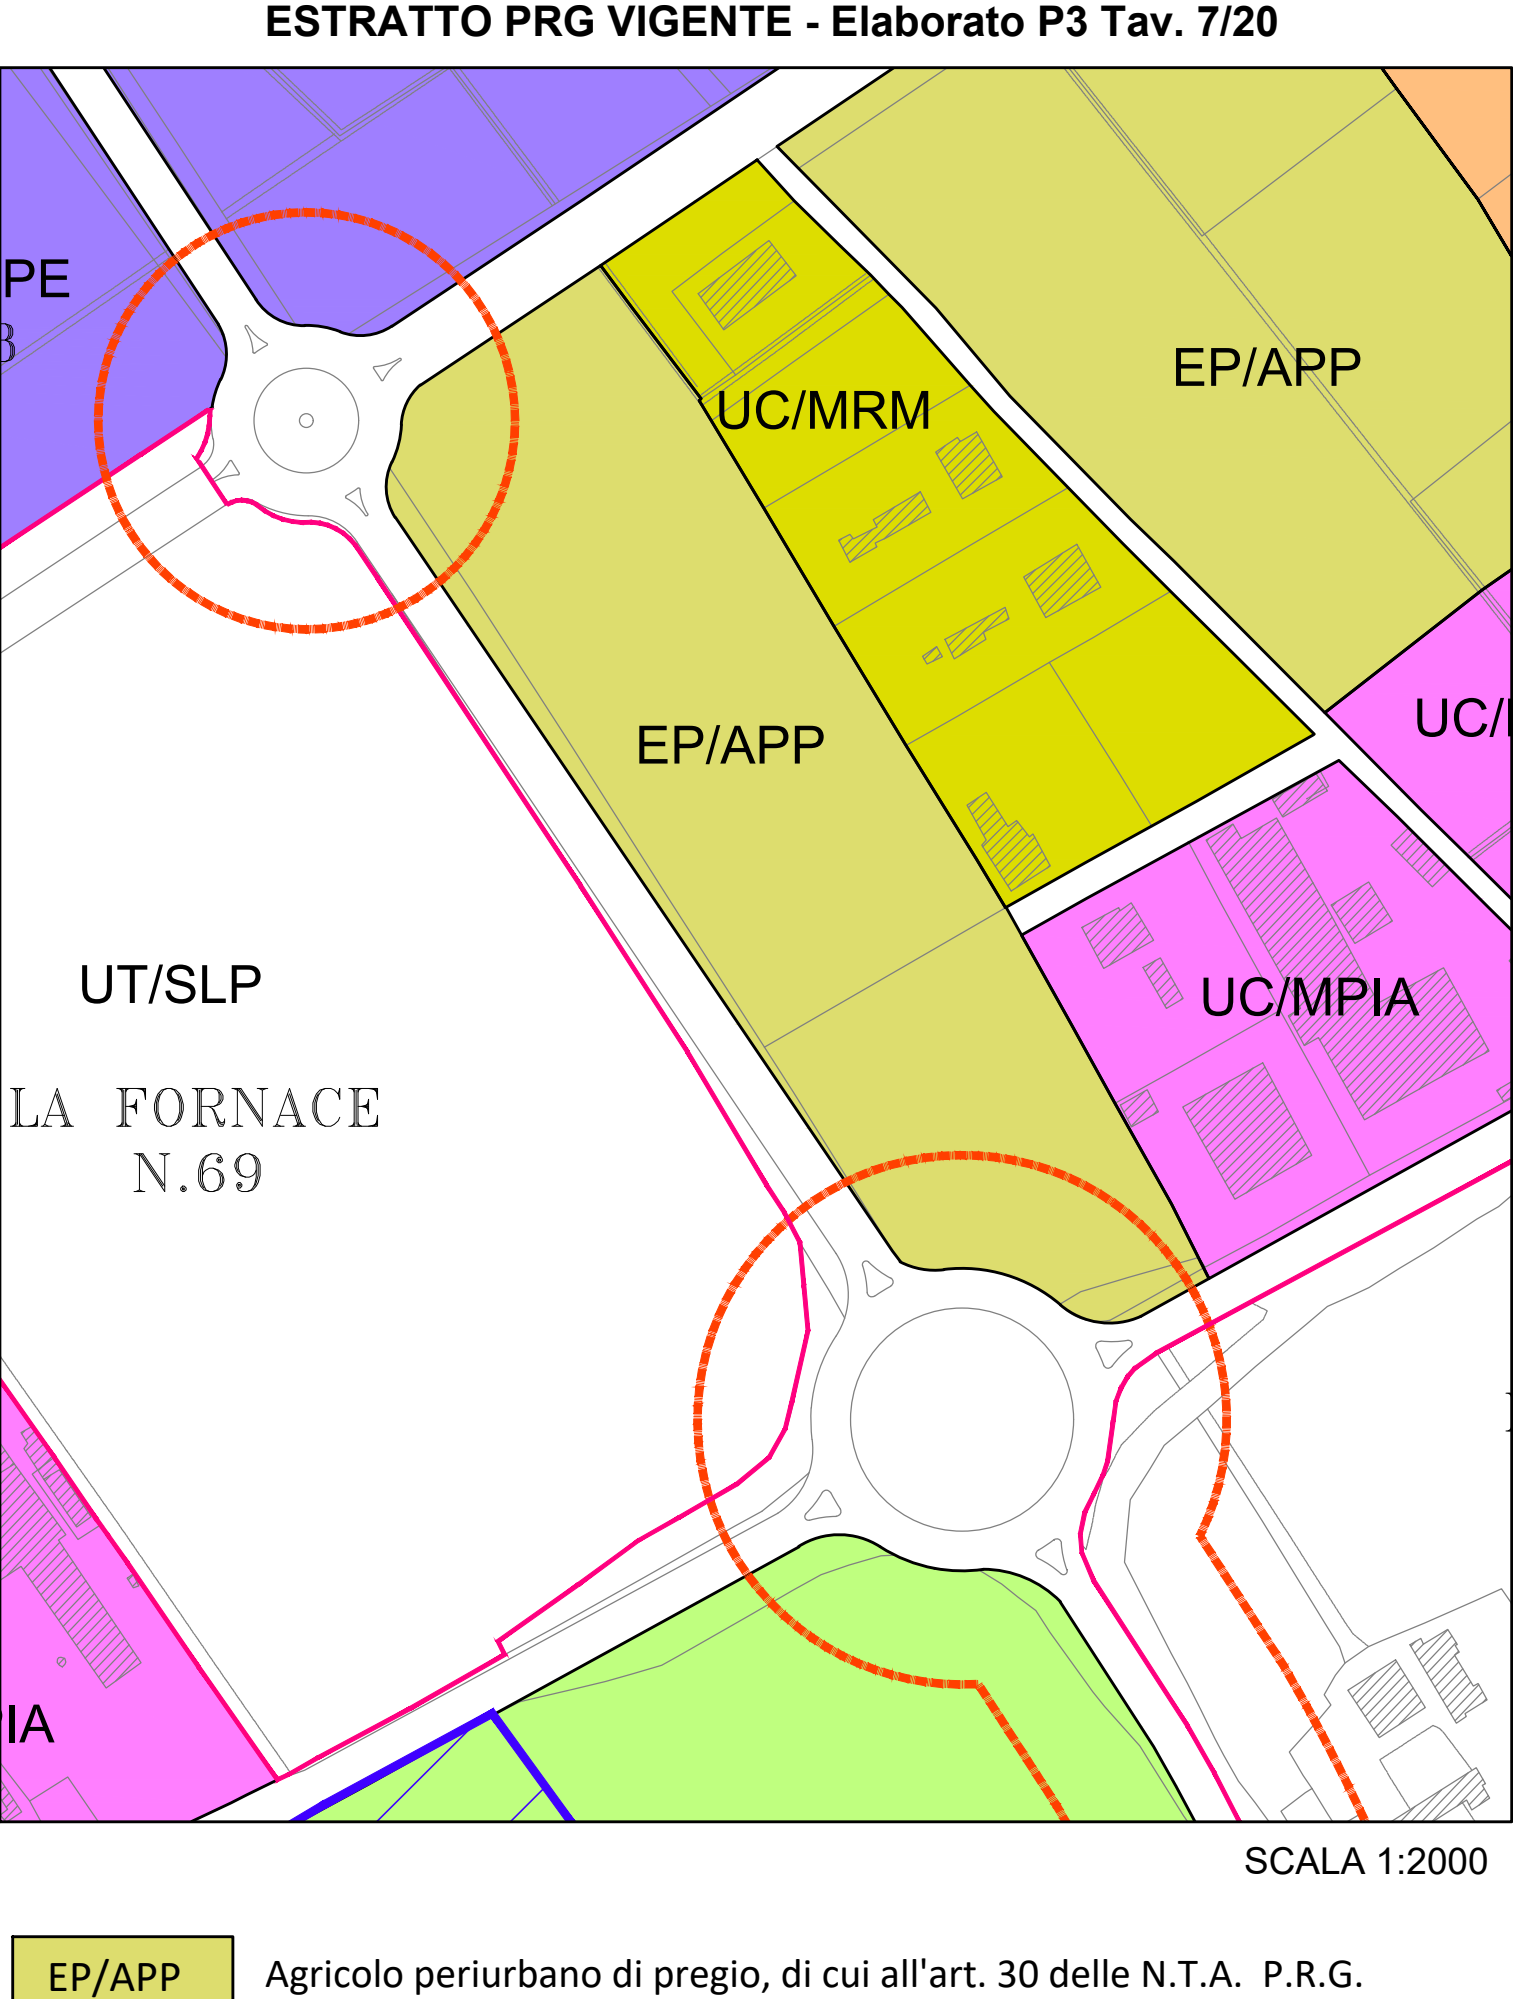 ESTRATTO PRG VIGENTE - Elaborato P3 Tav. 7/20
PE
EP/APP
UC/MRM
UC/
EP/APP
UT/SLP
UC/MPIA
LA FORNACE
N.69
IA
SCALA 1:2000
EP/APP Agricolo periurbano di pregio, di cui all'art. 30 delle N.T.A. P.R.G.